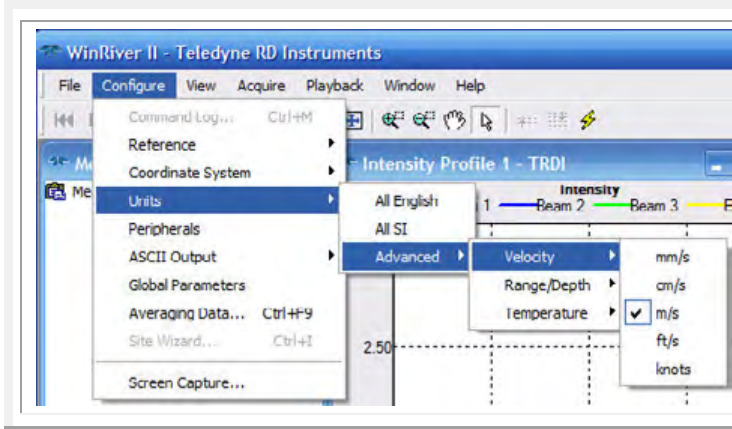 WinRiver II - Teledyne RD Instruments
File Configure View Acquire Playback Window Help
Command Log... Ctrl+M
Reference
Coordinate System
Units
Peripherals
ASCII Output
Global Parameters
Averaging Data... Ctrl+F9
Site Wizard... Ctrl+I
Screen Capture...
Me
Me
Intensity Profile 1 - TRDI
Intensity
1 Beam 2 Beam 3
All English
All SI
Advanced
Velocity
Range/Depth
Temperature
mm/s
cm/s
m/s
ft/s
knots
2.50